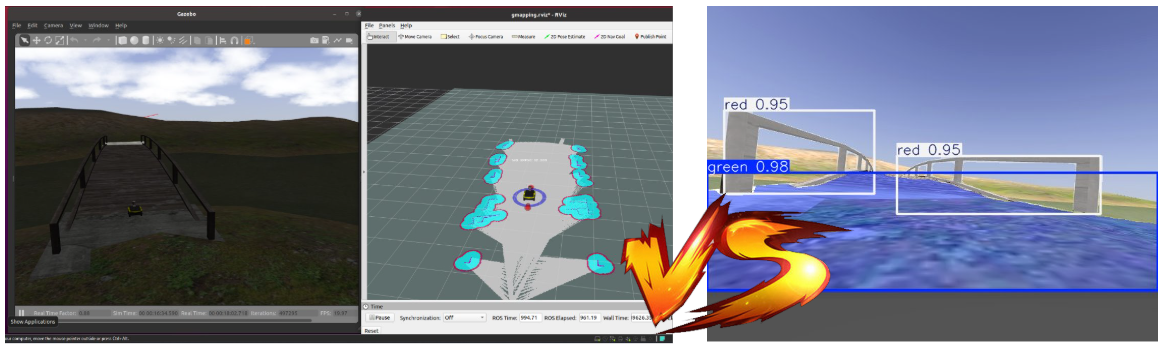 Gazebo
File Edit Camera View Window Help
Real Time Factor: Sim Time: Real Time: Iterations: FPS:
Show Applications
gmapping.rviz* - RViz
File Panels Help
Interact Move Camera Select Focus Camera Measure 2D Pose Estimate 2D Nav Goal Publish Point
Time
Pause Synchronization: Off ROS Time: 994.71 ROS Elapsed: 961.19 Wall Time:
Reset
VS
red 0.95
red 0.95
green 0.98